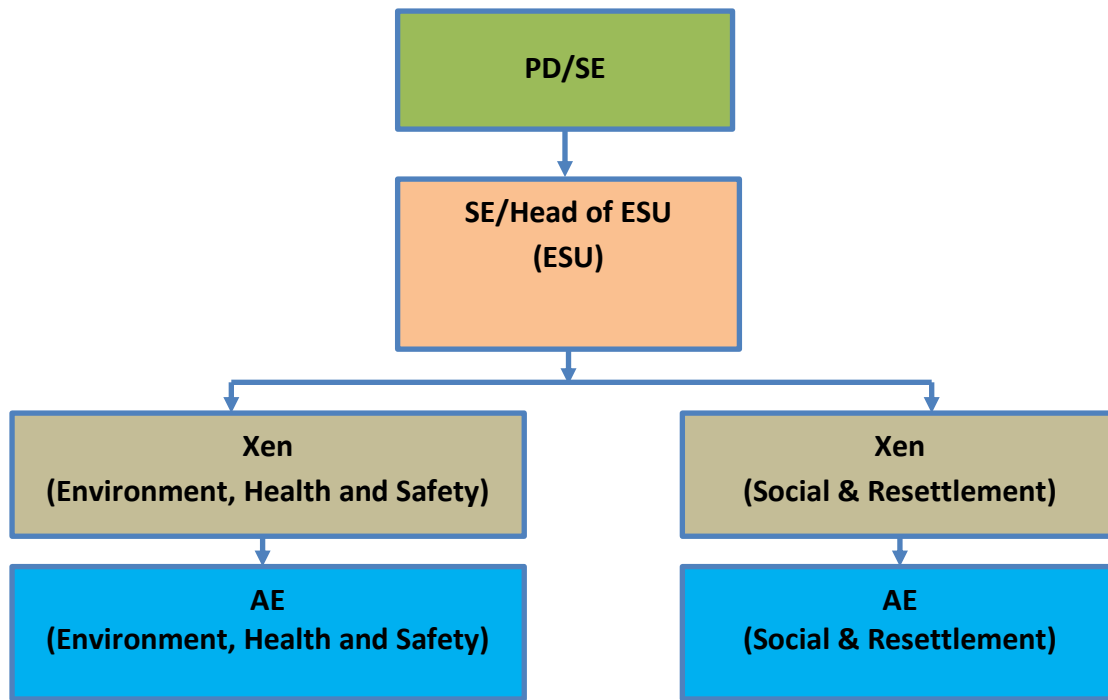 PD/SE
SE/Head of ESU
(ESU)
Xen
(Environment, Health and Safety)
Xen
(Social & Resettlement)
AE
(Environment, Health and Safety)
AE
(Social & Resettlement)